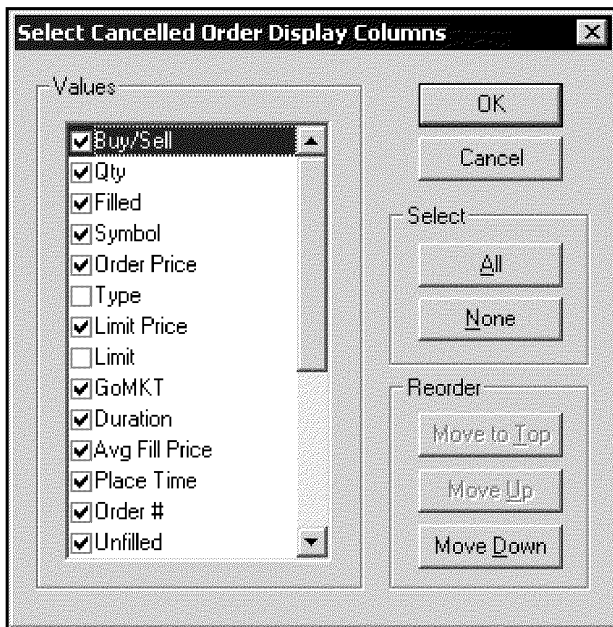 Select Cancelled Order Display Columns
Values
Buy/Sell
Qty
Filled
Symbol
Order Price
Type
Limit Price
Limit
GoMKT
Duration
Avg Fill Price
Place Time
Order #
Unfilled
OK
Cancel
Select
All
None
Reorder
Move to Top
Move Up
Move Down